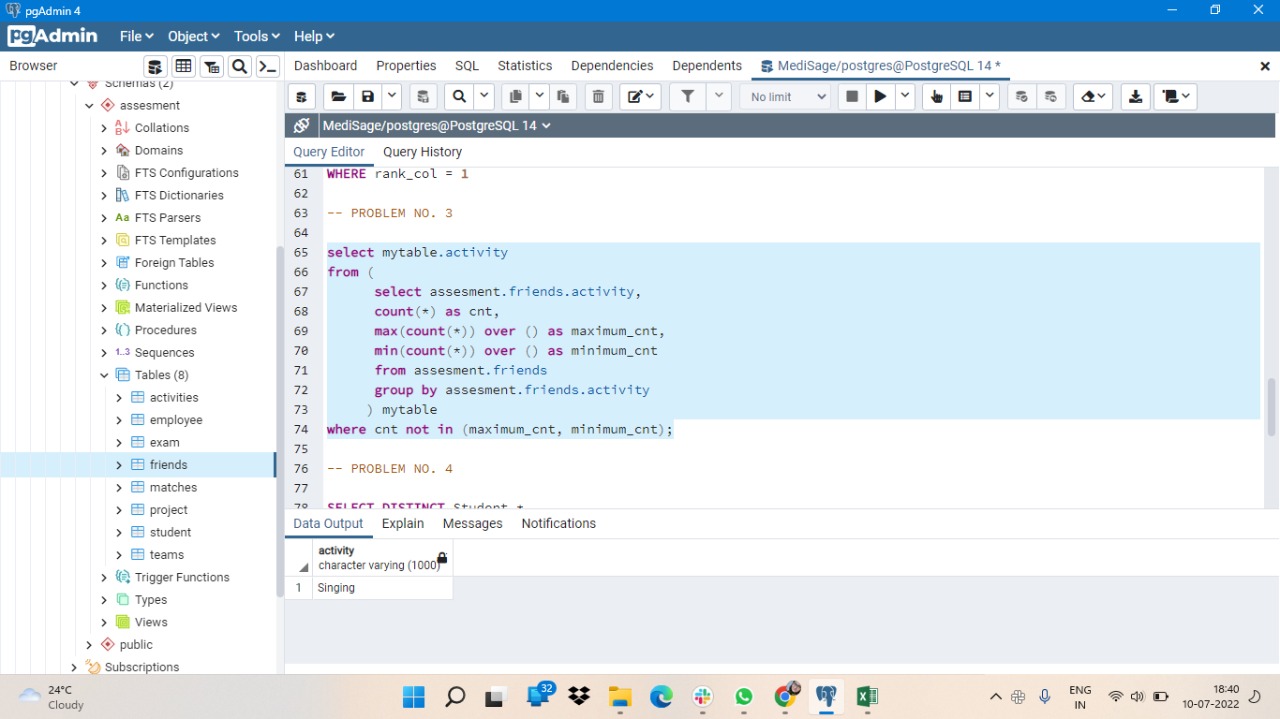 pgAdmin 4
pgAdmin File Object Tools Help
Browser
Dashboard Properties SQL Statistics Dependencies Dependents MediSage/postgres@PostgreSQL 14 *
Schemas (2)
assesment
Collations
Domains
FTS Configurations
FTS Dictionaries
Aa FTS Parsers
FTS Templates
Foreign Tables
Functions
Materialized Views
Procedures
1..3 Sequences
Tables (8)
activities
employee
exam
friends
matches
project
student
teams
Trigger Functions
Types
Views
public
Subscriptions
No limit
MediSage/postgres@PostgreSQL 14
Query Editor Query History
61 WHERE rank_col = 1
62
63 -- PROBLEM NO. 3
64
65 select mytable.activity
66 from (
67 select assesment.friends.activity,
68 count(*) as cnt,
69 max(count(*)) over () as maximum_cnt,
70 min(count(*)) over () as minimum_cnt
71 from assesment.friends
72 group by assesment.friends.activity
73 ) mytable
74 where cnt not in (maximum_cnt, minimum_cnt);
75
76 -- PROBLEM NO. 4
77
78 SELECT DISTINCT Student.*
Data Output Explain Messages Notifications
activity
character varying (1000)
1 Singing
24°C
Cloudy
32
ENG
IN
18:40
10-07-2022